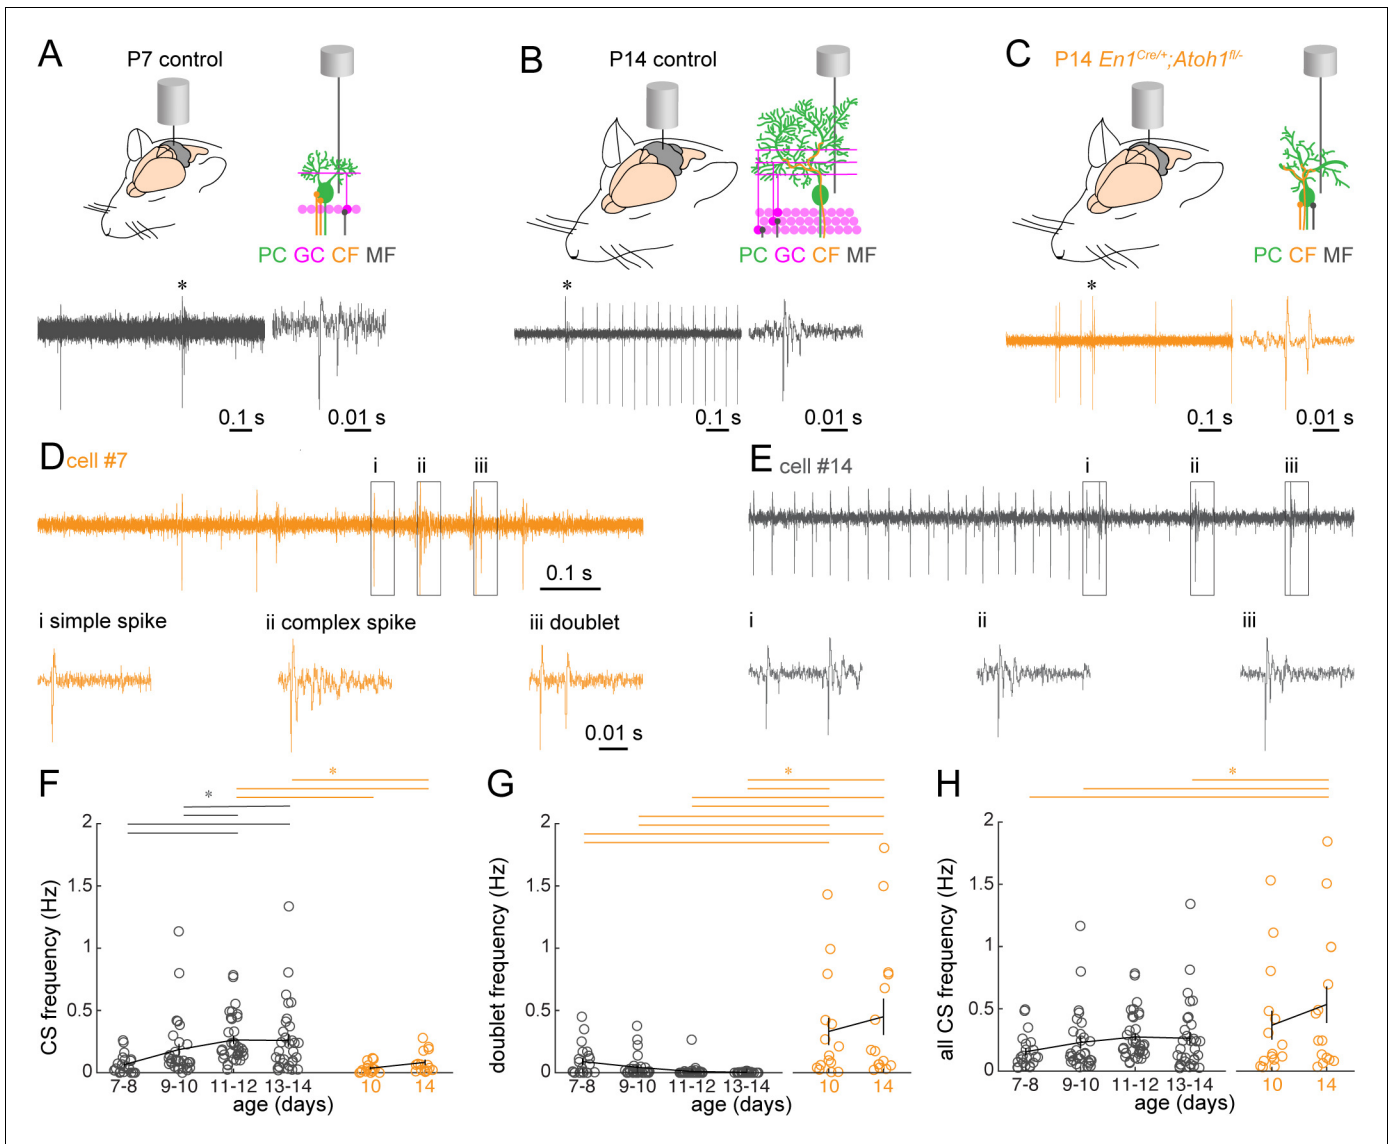 A
P7 control
PC GC CF MF
*
0.1 s
0.01 s
B
P14 control
PC GC CF MF
*
0.1 s
0.01 s
C
P14 En1Cre/+;Atoh1fl/-
PC CF MF
*
0.1 s
0.01 s
D
cell #7
i
ii
iii
0.1 s
i simple spike
ii complex spike
iii doublet
0.01 s
E
cell #14
i
ii
iii
i
ii
iii
F
*
*
CS frequency (Hz)
2
1.5
1
0.5
0
7-8
9-10
11-12
13-14
10
14
age (days)
G
*
doublet frequency (Hz)
2
1.5
1
0.5
0
7-8
9-10
11-12
13-14
10
14
age (days)
H
*
all CS frequency (Hz)
2
1.5
1
0.5
0
7-8
9-10
11-12
13-14
10
14
age (days)